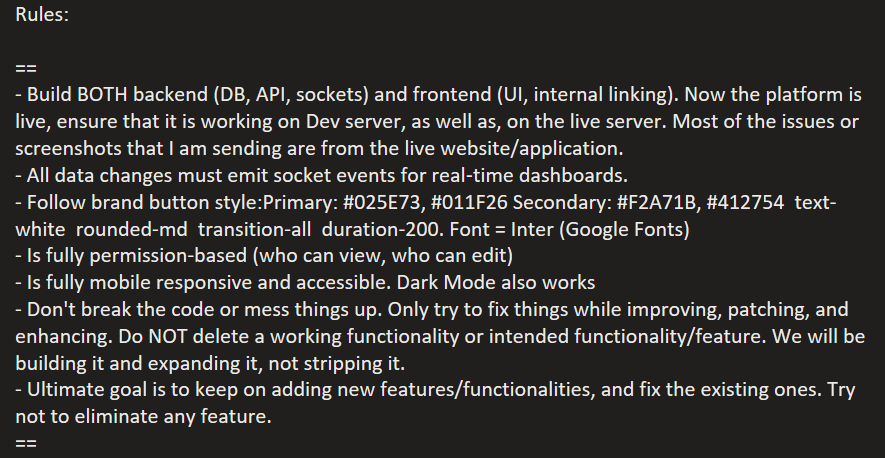 Rules:
==
- Build BOTH backend (DB, API, sockets) and frontend (UI, internal linking). Now the platform is
live, ensure that it is working on Dev server, as well as, on the live server. Most of the issues or
screenshots that I am sending are from the live website/application.
- All data changes must emit socket events for real-time dashboards.
- Follow brand button style:Primary: #025E73, #011F26 Secondary: #F2A71B, #412754  text-
white  rounded-md  transition-all  duration-200. Font = Inter (Google Fonts)
- Is fully permission-based (who can view, who can edit)
- Is fully mobile responsive and accessible. Dark Mode also works
- Don't break the code or mess things up. Only try to fix things while improving, patching, and
enhancing. Do NOT delete a working functionality or intended functionality/feature. We will be
building it and expanding it, not stripping it.
- Ultimate goal is to keep on adding new features/functionalities, and fix the existing ones. Try
not to eliminate any feature.
==